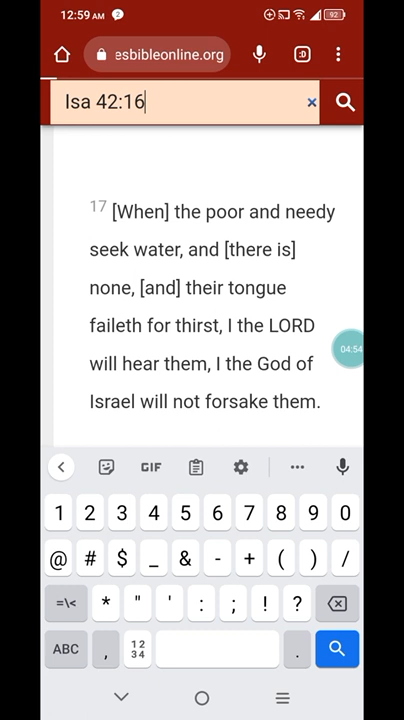 12:59 AM 2 92
esbibleonline.org :D
Isa 42:16 ×
17 [When] the poor and needy
seek water, and [there is]
none, [and] their tongue
faileth for thirst, I the LORD
will hear them, I the God of
Israel will not forsake them.
04:54
GIF
1 2 3 4 5 6 7 8 9 0
@ # $ _ & - + ( ) /
=\< * " ' : ; ! ?
ABC , 12 .
34